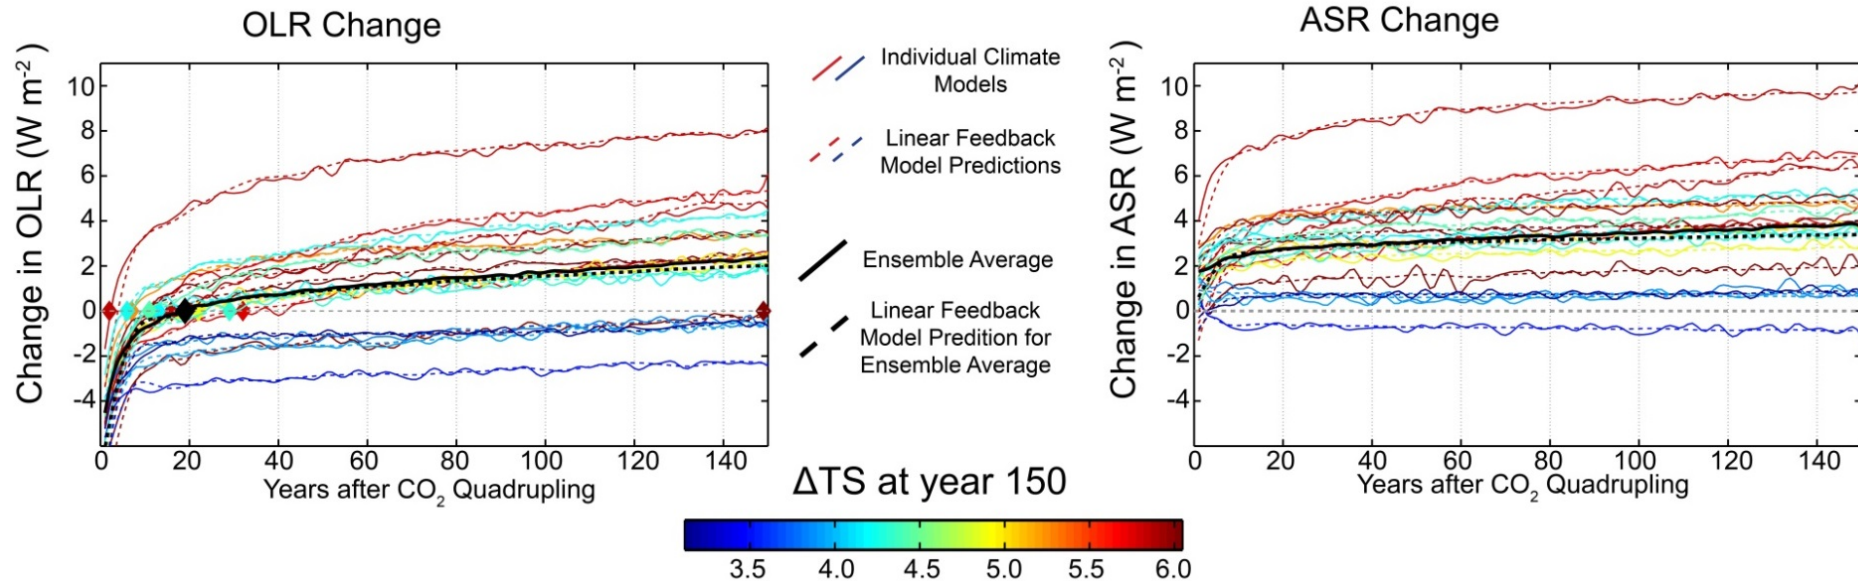 OLR Change
Change in OLR (W m-2)
10
8
6
4
2
0
-2
-4
0 20 40 60 80 100 120 140
Years after CO2 Quadrupling
Individual Climate
Models
Linear Feedback
Model Predictions
Ensemble Average
Linear Feedback
Model Predition for
Ensemble Average
ΔTS at year 150
3.5 4.0 4.5 5.0 5.5 6.0
ASR Change
Change in ASR (W m-2)
10
8
6
4
2
0
-2
-4
0 20 40 60 80 100 120 140
Years after CO2 Quadrupling